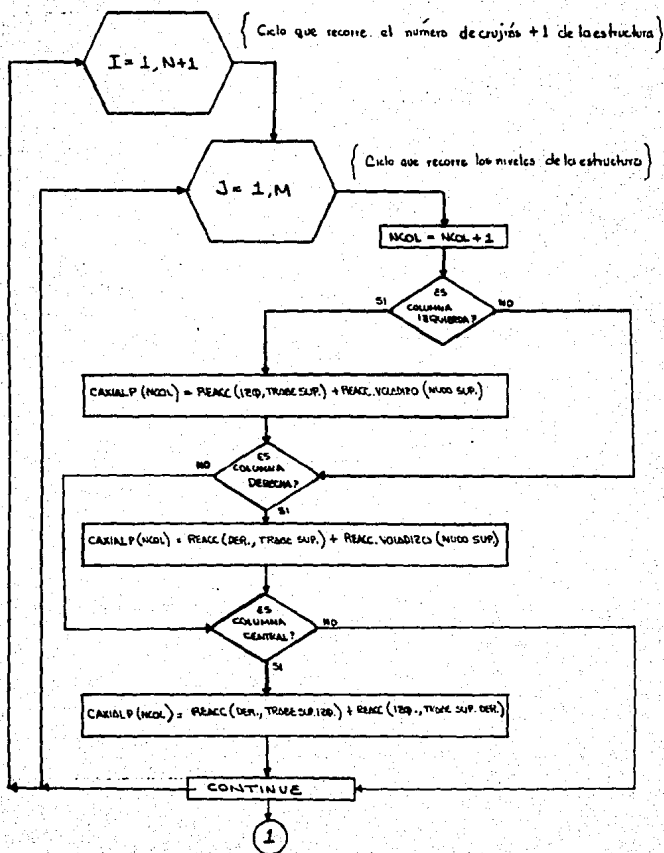 { Ciclo que recorre el número de crujiás + 1 de la estructura }
I = 1, N+1
{ Ciclo que recorre los niveles de la estructura }
J = 1, M
NCOL = NCOL + 1
ES
COLUMNA
IZQUIERDA?
SI
NO
CAXIALP (NCOL) = REACC (IZQ, TRABE SUP.) + REACC. VOLADIZO (NUDO SUP.)
ES
COLUMNA
DERECHA?
NO
SI
CAXIALP (NCOL) = REACC (DER., TRABE SUP.) + REACC. VOLADIZO (NUDO SUP)
ES
COLUMNA
CENTRAL?
NO
SI
CAXIALP (NCOL) = REACC (DER., TRABE SUP. IZQ.) + REACC (IZQ., TRABE SUP. DER.)
CONTINUE
1